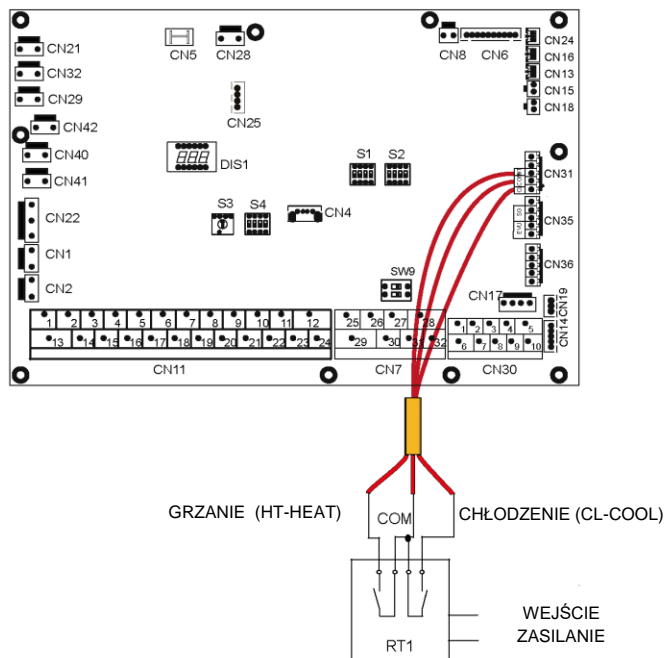 CN5 CN28 CN8 CN6 CN24
CN21 CN16
CN32 CN13
CN29 CN25 CN15
CN42 CN18
CN40 DIS1 S1 S2
CN41 CN31
CN22 S3 S4 CN4 CN35
CN1 SW9 CN36
CN2 CN17 CN19
1 2 3 4 5 6 7 8 9 10 11 12 25 26 27 28 1 2 3 4 5 CN14
13 14 15 16 17 18 19 20 21 22 23 24 29 30 31 32 6 7 8 9 10
CN11 CN7 CN30
GRZANIE (HT-HEAT) COM CHŁODZENIE (CL-COOL)
WEJŚCIE
ZASILANIE
RT1